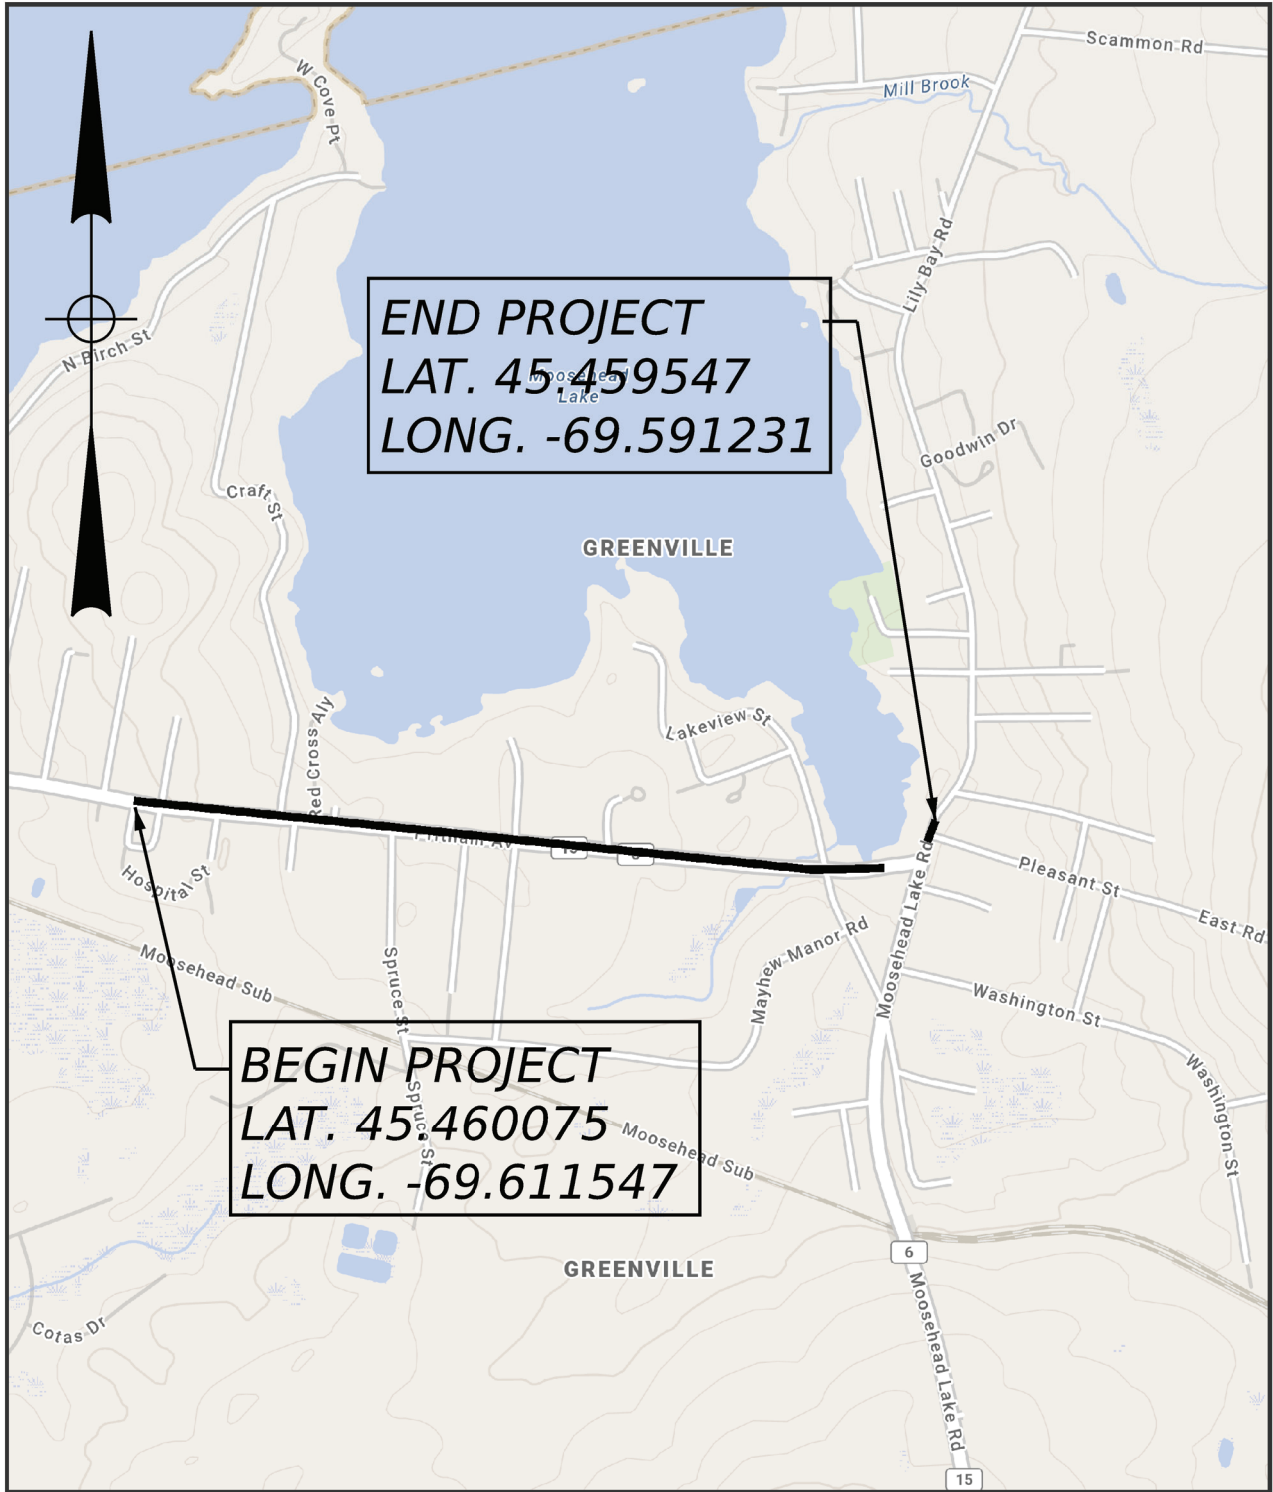 Scammon Rd
W Cove Pt
Mill Brook
Lily Bay Rd
N Birch St
END PROJECT
LAT. 45.459547
LONG. -69.591231
Moosehead
Lake
Goodwin Dr
Craft St
GREENVILLE
Red Cross Aly
Lakeview St
Pritham Av
15
6
Hospital St
Moosehead Lake Rd
Pleasant St
East Rd
Moosehead Sub
Spruce St
Mayhew Manor Rd
Washington St
BEGIN PROJECT
LAT. 45.460075
LONG. -69.611547
Spruce St
Moosehead Sub
Washington St
6
GREENVILLE
Cotas Dr
Moosehead Lake Rd
15